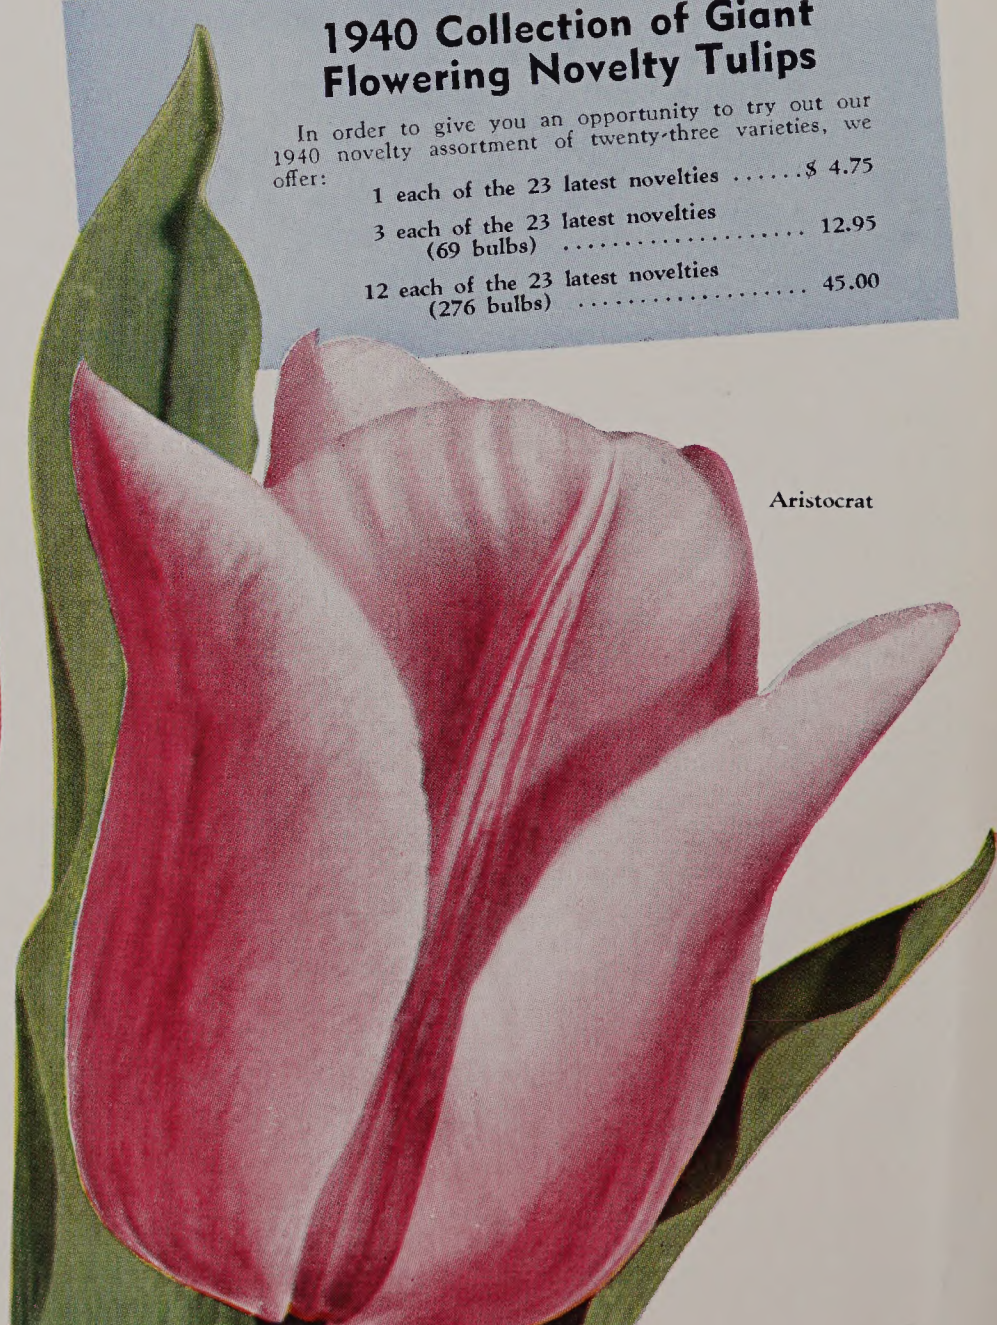 1940 Collection of Giant
Flowering Novelty Tulips
In order to give you an opportunity to try out our
1940 novelty assortment of twenty-three varieties, we
offer:
1 each of the 23 latest novelties ......$ 4.75
3 each of the 23 latest novelties
(69 bulbs) .................... 12.95
12 each of the 23 latest novelties
(276 bulbs) ................... 45.00
Aristocrat